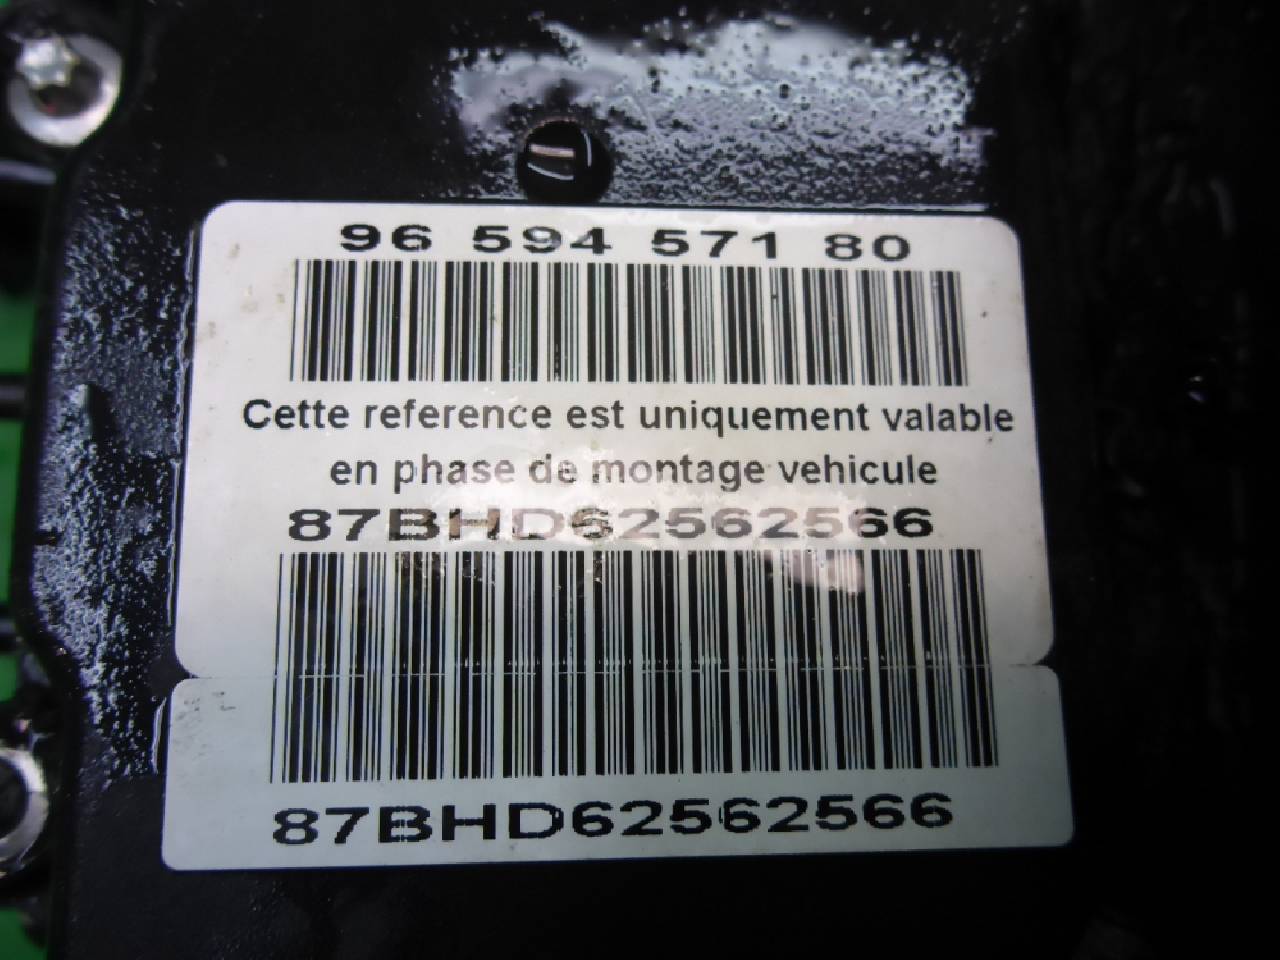 96 594 571 80
Cette reference est uniquement valable
en phase de montage vehicule
87BHD62562566
87BHD62562566